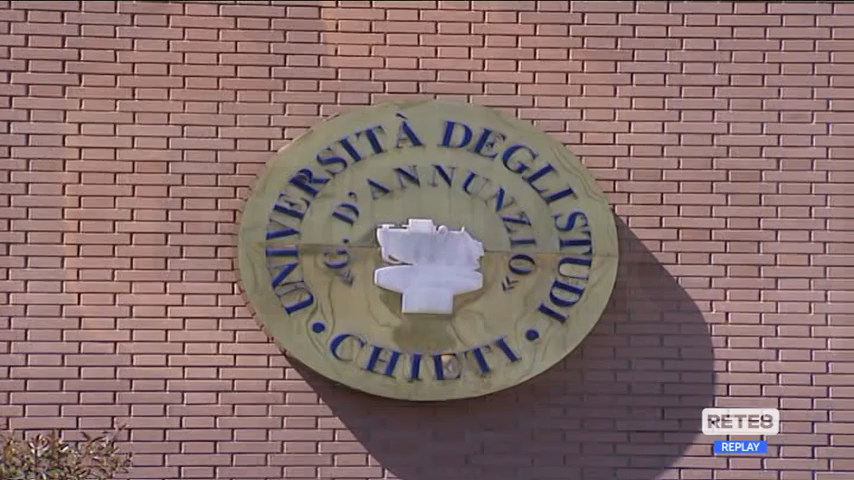 UNIVERSITÀ DEGLI STUDI
«G. D'ANNUNZIO»
• CHIETI •
RETE8
REPLAY